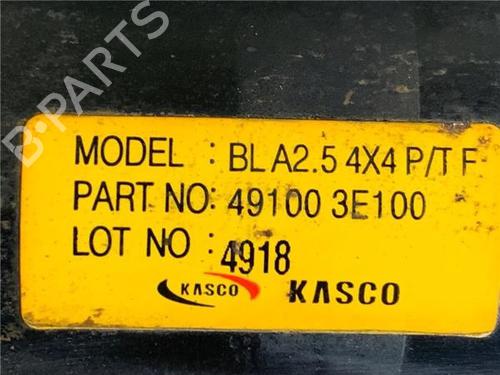 B-PARTS
MODEL : BL A2.5 4X4 P/T F
PART NO: 49100 3E100
LOT NO : 4918
KASCO KASCO